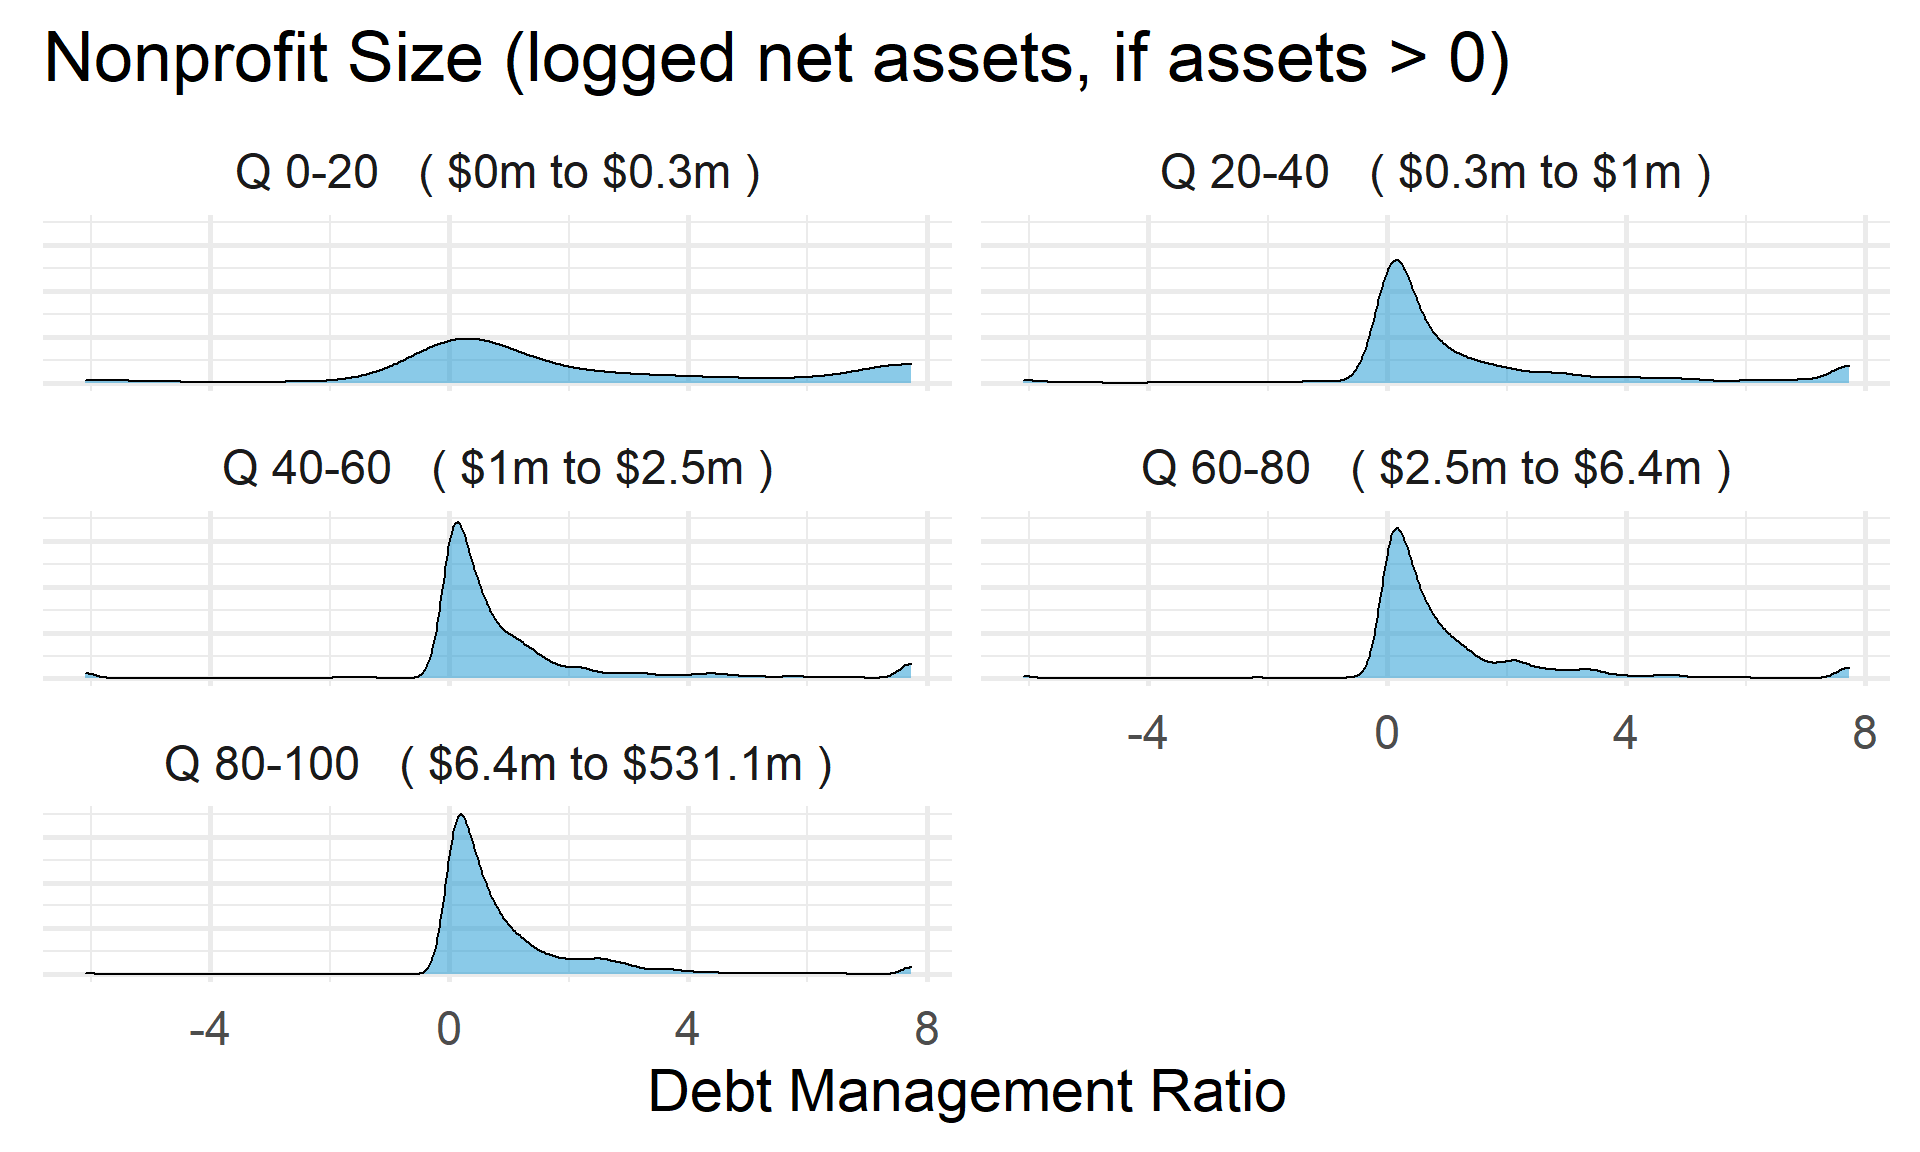 Nonprofit Size (logged net assets, if assets > 0)
Q 0-20 ( $0m to $0.3m )
Q 20-40 ( $0.3m to $1m )
Q 40-60 ( $1m to $2.5m )
Q 60-80 ( $2.5m to $6.4m )
-4 0 4 8
Q 80-100 ( $6.4m to $531.1m )
-4 0 4 8
Debt Management Ratio